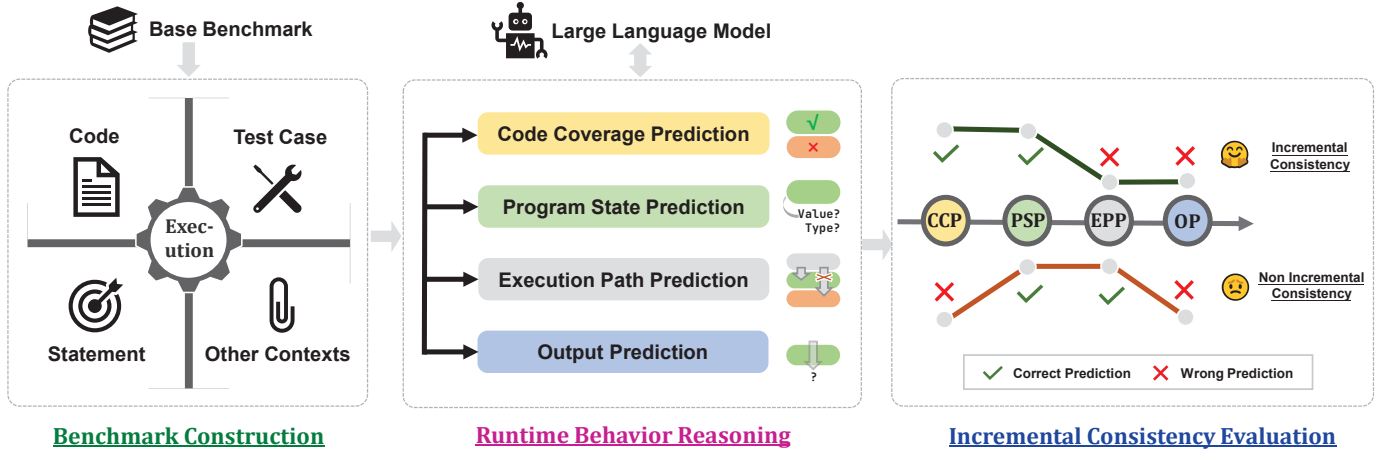 Base Benchmark
Code
Test Case
Exec-
ution
Statement
Other Contexts
Benchmark Construction
Large Language Model
Code Coverage Prediction
√
×
Program State Prediction
Value?
Type?
Execution Path Prediction
Output Prediction
?
Runtime Behavior Reasoning
Incremental
Consistency
CCP
PSP
EPP
OP
Non Incremental
Consistency
Correct Prediction
Wrong Prediction
Incremental Consistency Evaluation